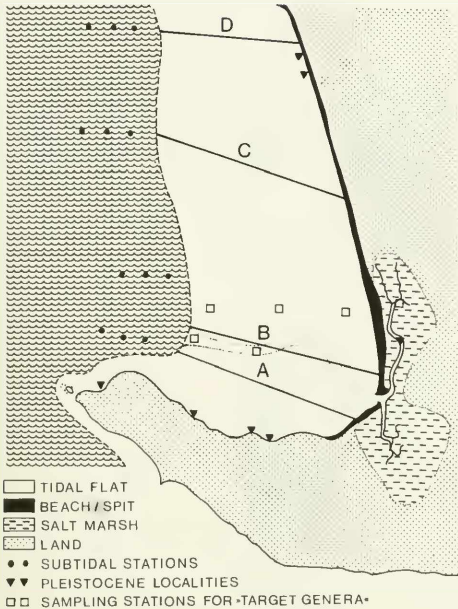 D
C
B
A
TIDAL FLAT
BEACH / SPIT
SALT MARSH
LAND
SUBTIDAL STATIONS
PLEISTOCENE LOCALITIES
SAMPLING STATIONS FOR »TARGET GENERA«